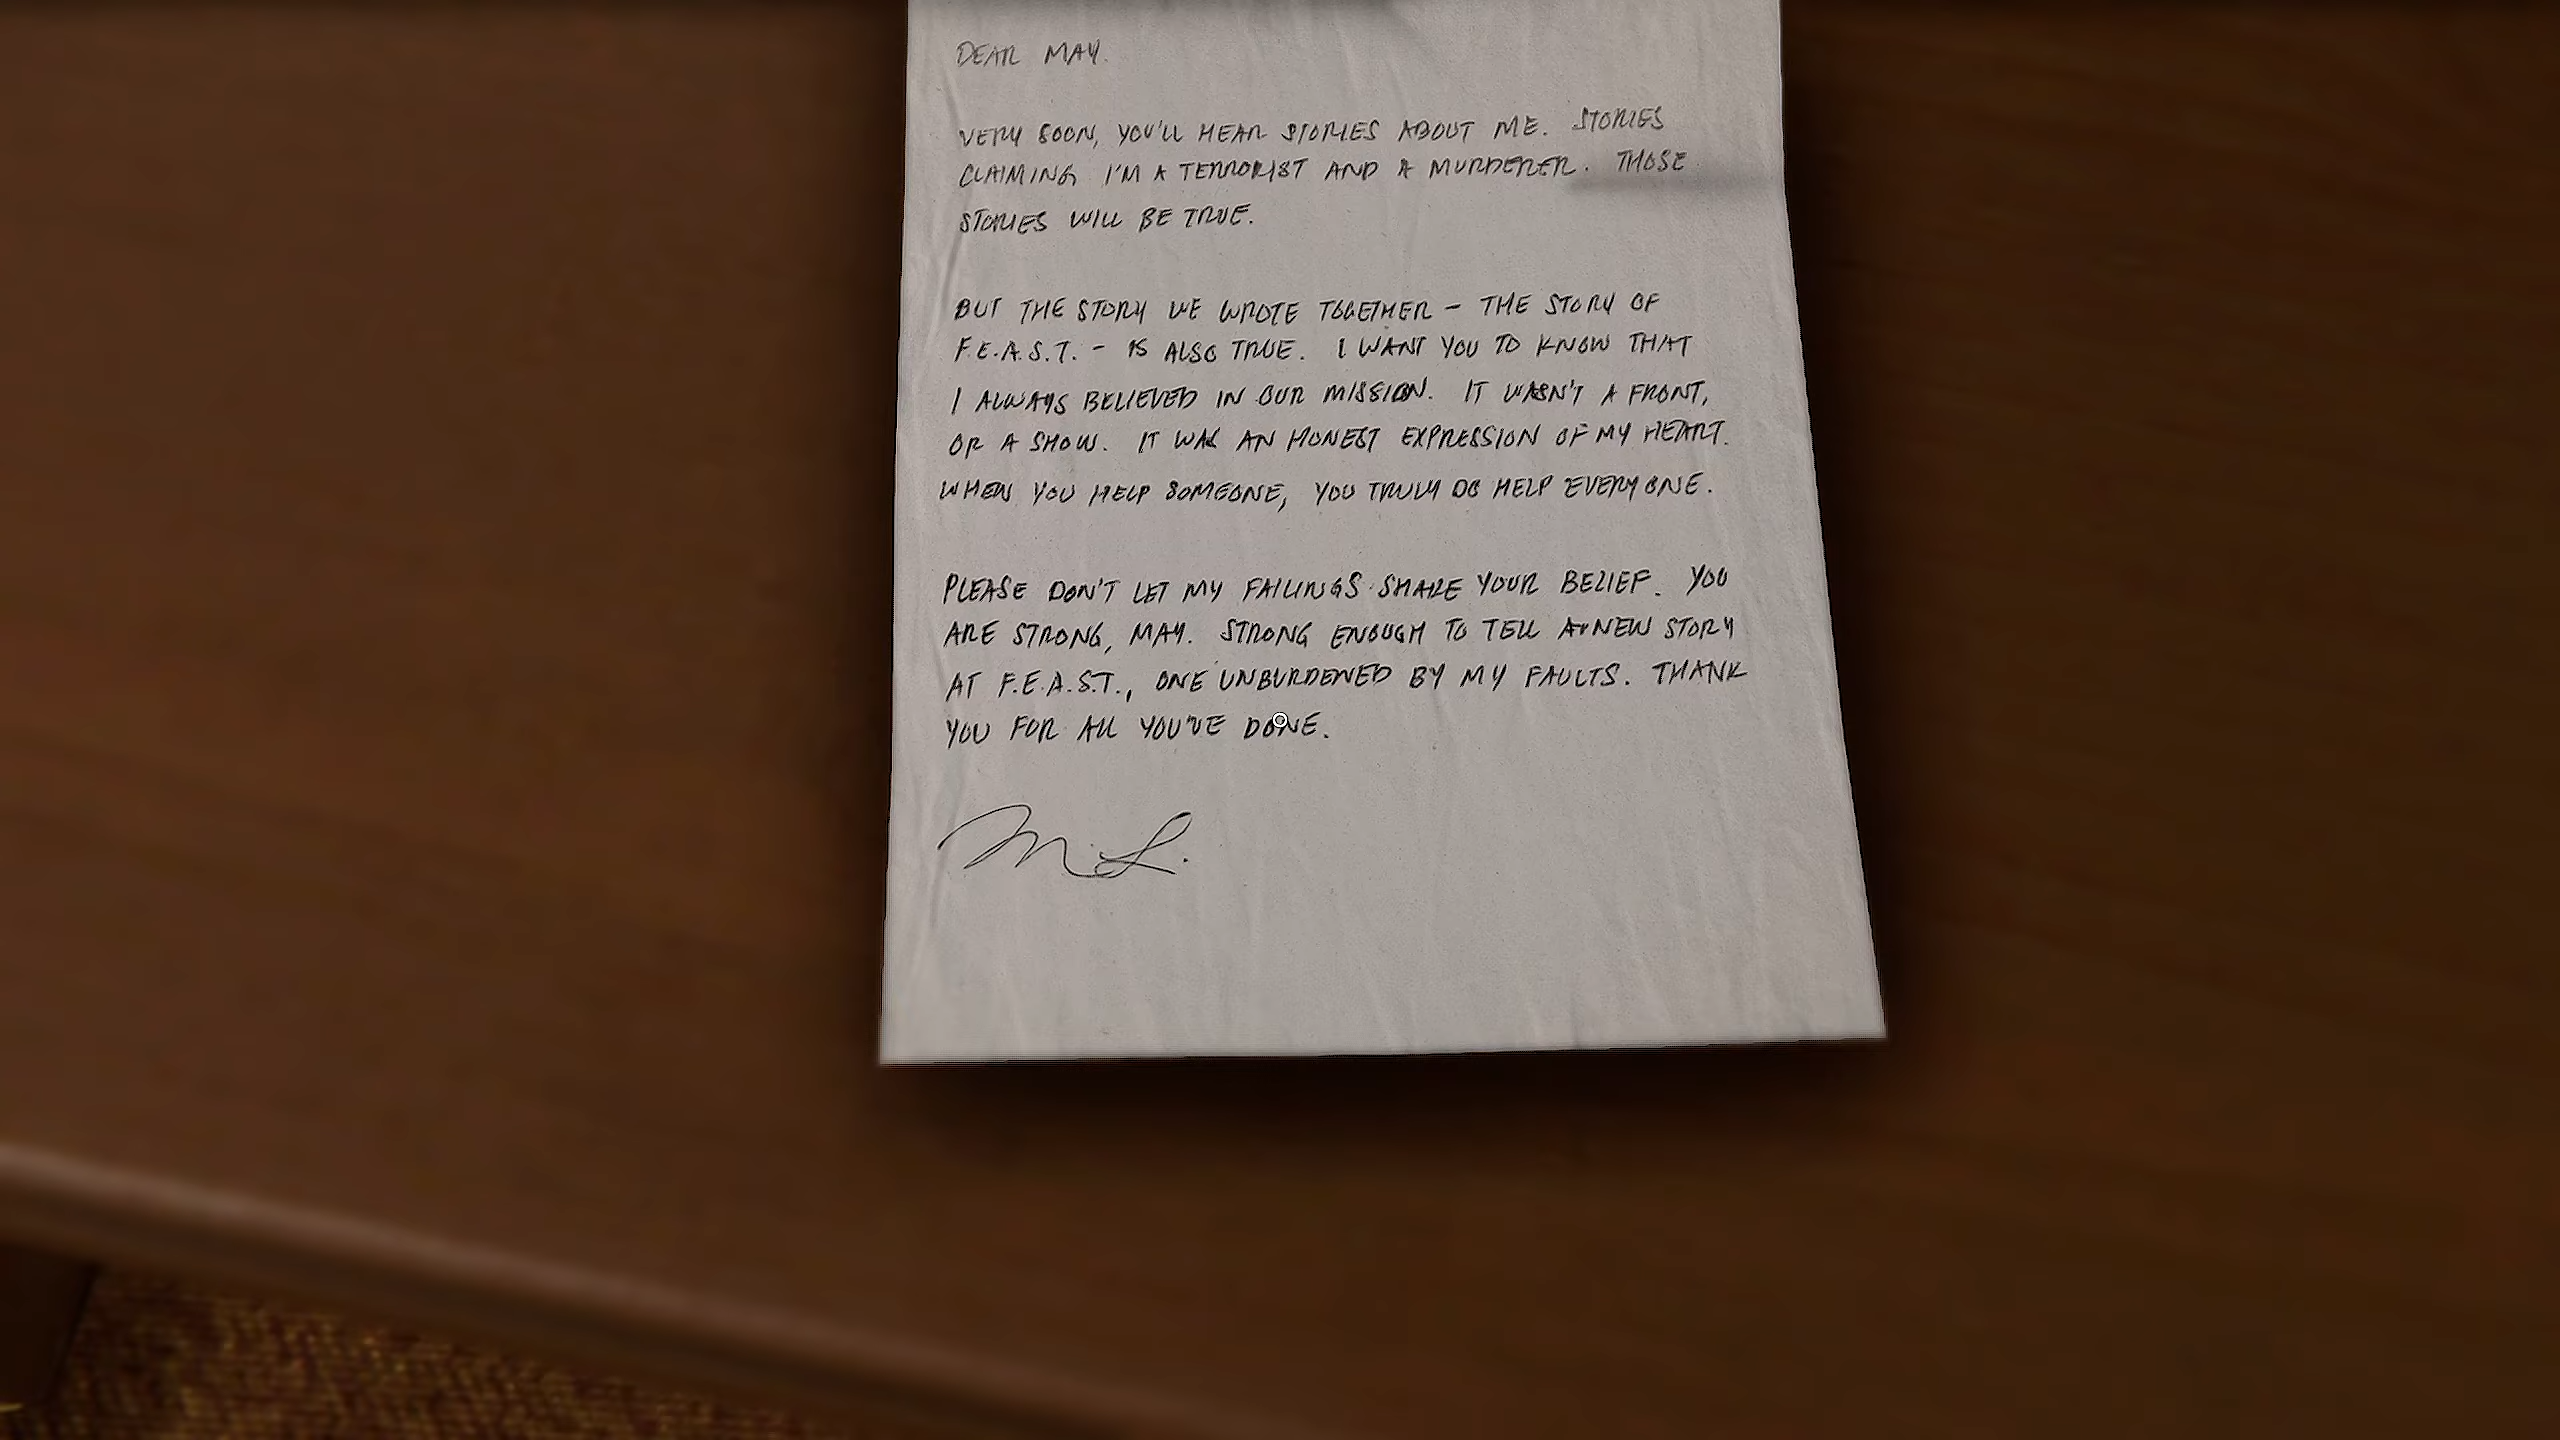 DEAR MAY.
VERY SOON, YOU'LL HEAR STORIES ABOUT ME. STORIES
CLAIMING I'M A TERRORIST AND A MURDERER. THOSE
STORIES WILL BE TRUE.
BUT THE STORY WE WROTE TOGETHER - THE STORY OF
F.E.A.S.T. - IS ALSO TRUE. I WANT YOU TO KNOW THAT
I ALWAYS BELIEVED IN OUR MISSION. IT WASN'T A FRONT,
OR A SHOW. IT WAS AN HONEST EXPRESSION OF MY HEART.
WHEN YOU HELP SOMEONE, YOU TRULY DO HELP EVERYONE.
PLEASE DON'T LET MY FAILINGS SHAKE YOUR BELIEF. YOU
ARE STRONG, MAY. STRONG ENOUGH TO TELL A NEW STORY
AT F.E.A.S.T., ONE UNBURDENED BY MY FAULTS. THANK
YOU FOR ALL YOU'VE DONE.
M.L.